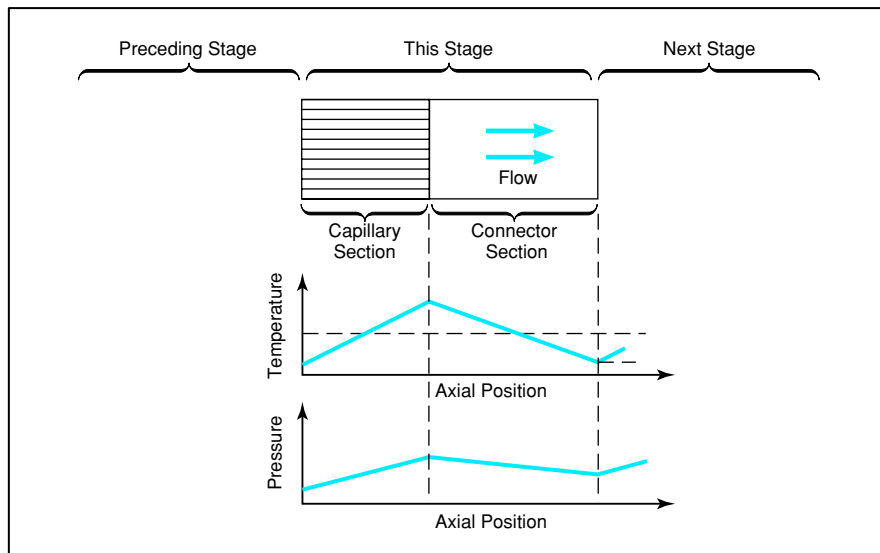 Preceding Stage
This Stage
Next Stage
Flow
Capillary
Section
Connector
Section
Temperature
Axial Position
Pressure
Axial Position